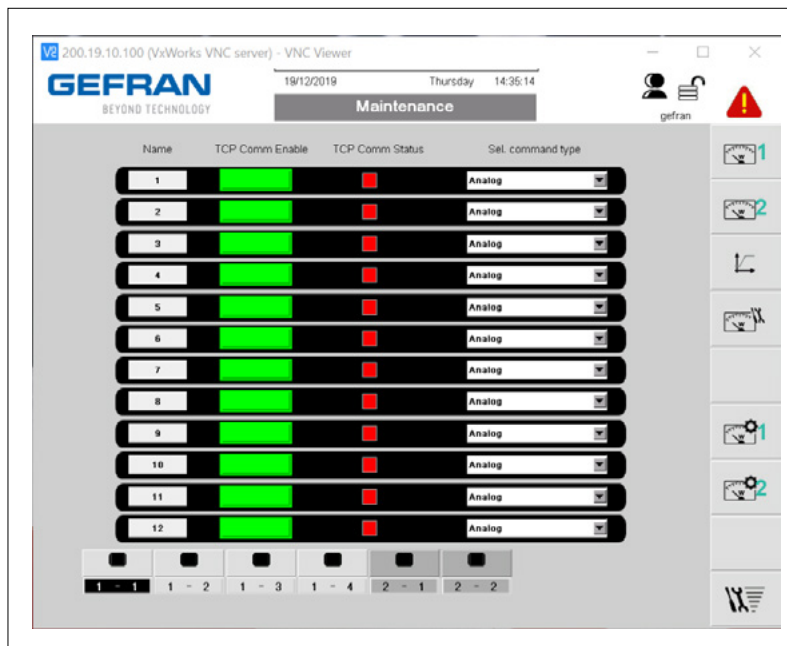 V2 200.19.10.100 (VxWorks VNC server) - VNC Viewer
GEFRAN
BEYOND TECHNOLOGY
19/12/2019 Thursday 14:35:14
Maintenance
gefran
Name TCP Comm Enable TCP Comm Status Sel. command type
1 Analog
2 Analog
3 Analog
4 Analog
5 Analog
6 Analog
7 Analog
8 Analog
9 Analog
10 Analog
11 Analog
12 Analog
1 - 1 1 - 2 1 - 3 1 - 4 2 - 1 2 - 2
W 1
W 2
W
W 1
W 2